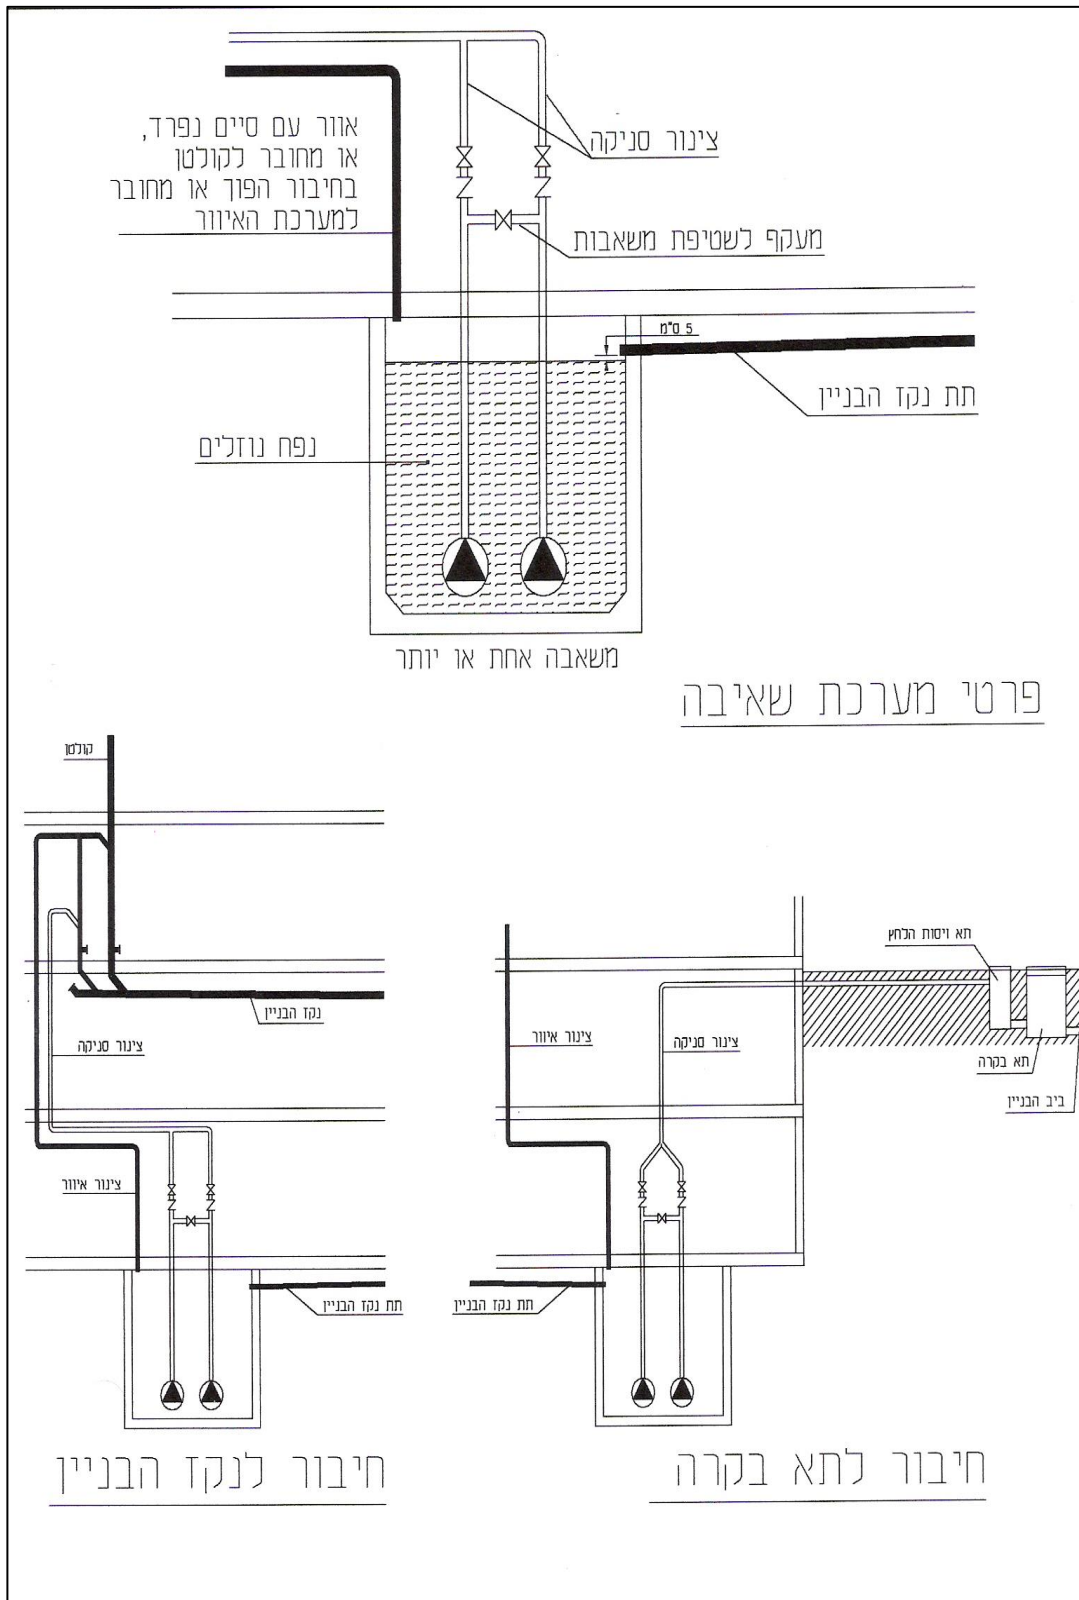 אוור עם סיים נפרד,
או מחובר לקולטן
בחיבור הפוך או מחובר
למערכת האיוור
צינור סניקה
מעקף לשטיפת משאבות
5 ס"מ
תת נקז הבניין
נפח נוזלים
משאבה אחת או יותר
פרטי מערכת שאיבה
קולטן
נקז הבניין
צינור סניקה
צינור איוור
תת נקז הבניין
חיבור לנקז הבניין
תא ויסות הלחץ
צינור איוור
צינור סניקה
תא בקרה
ביב הבניין
תת נקז הבניין
חיבור לתא בקרה